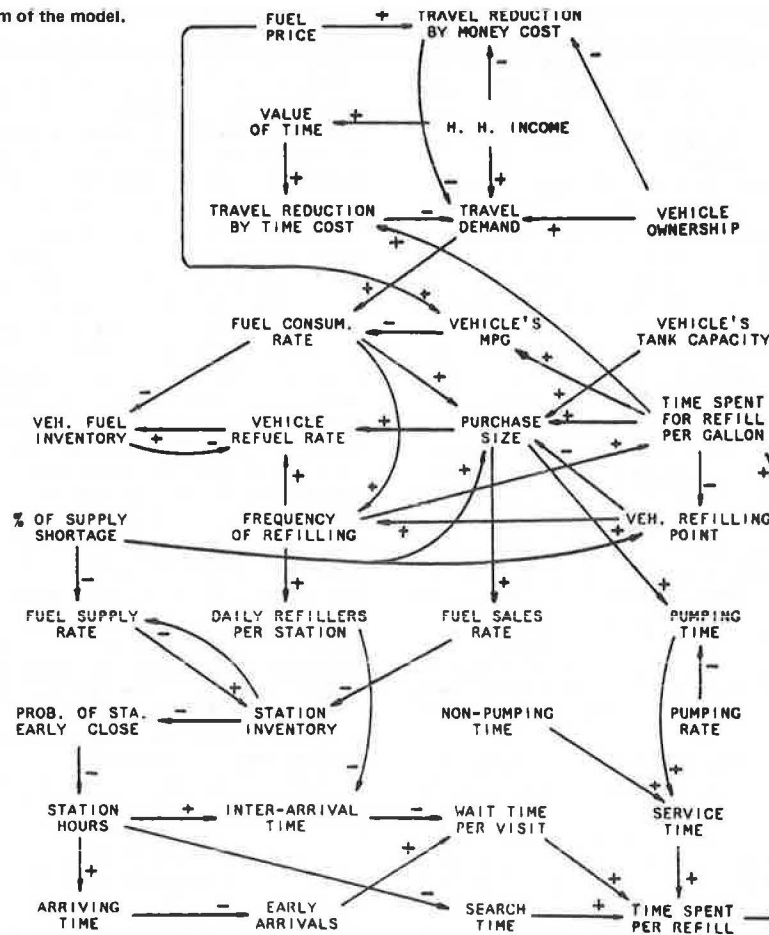 m of the model.
FUEL
PRICE
+
TRAVEL REDUCTION
BY MONEY COST
-
-
VALUE
OF TIME
+
H. H. INCOME
+
+
-
TRAVEL REDUCTION
BY TIME COST
-
TRAVEL
DEMAND
+
VEHICLE
OWNERSHIP
+
+
+
FUEL CONSUM.
RATE
-
VEHICLE'S
MPG
VEHICLE'S
TANK CAPACITY
+
-
+
+
VEH. FUEL
INVENTORY
+
-
VEHICLE
REFUEL RATE
+
PURCHASE
SIZE
+
TIME SPENT
FOR REFILL
PER GALLON
-
+
+
-
+
+
% OF SUPPLY
SHORTAGE
FREQUENCY
OF REFILLING
+
+
VEH. REFILLING
POINT
-
+
+
+
FUEL SUPPLY
RATE
-
DAILY REFILLERS
PER STATION
FUEL SALES
RATE
PUMPING
TIME
+
-
-
PROB. OF STA.
EARLY CLOSE
-
STATION
INVENTORY
NON-PUMPING
TIME
PUMPING
RATE
-
-
+
+
STATION
HOURS
+
INTER-ARRIVAL
TIME
-
WAIT TIME
PER VISIT
SERVICE
TIME
+
+
-
+
+
ARRIVING
TIME
-
EARLY
ARRIVALS
SEARCH
TIME
+
TIME SPENT
PER REFILL